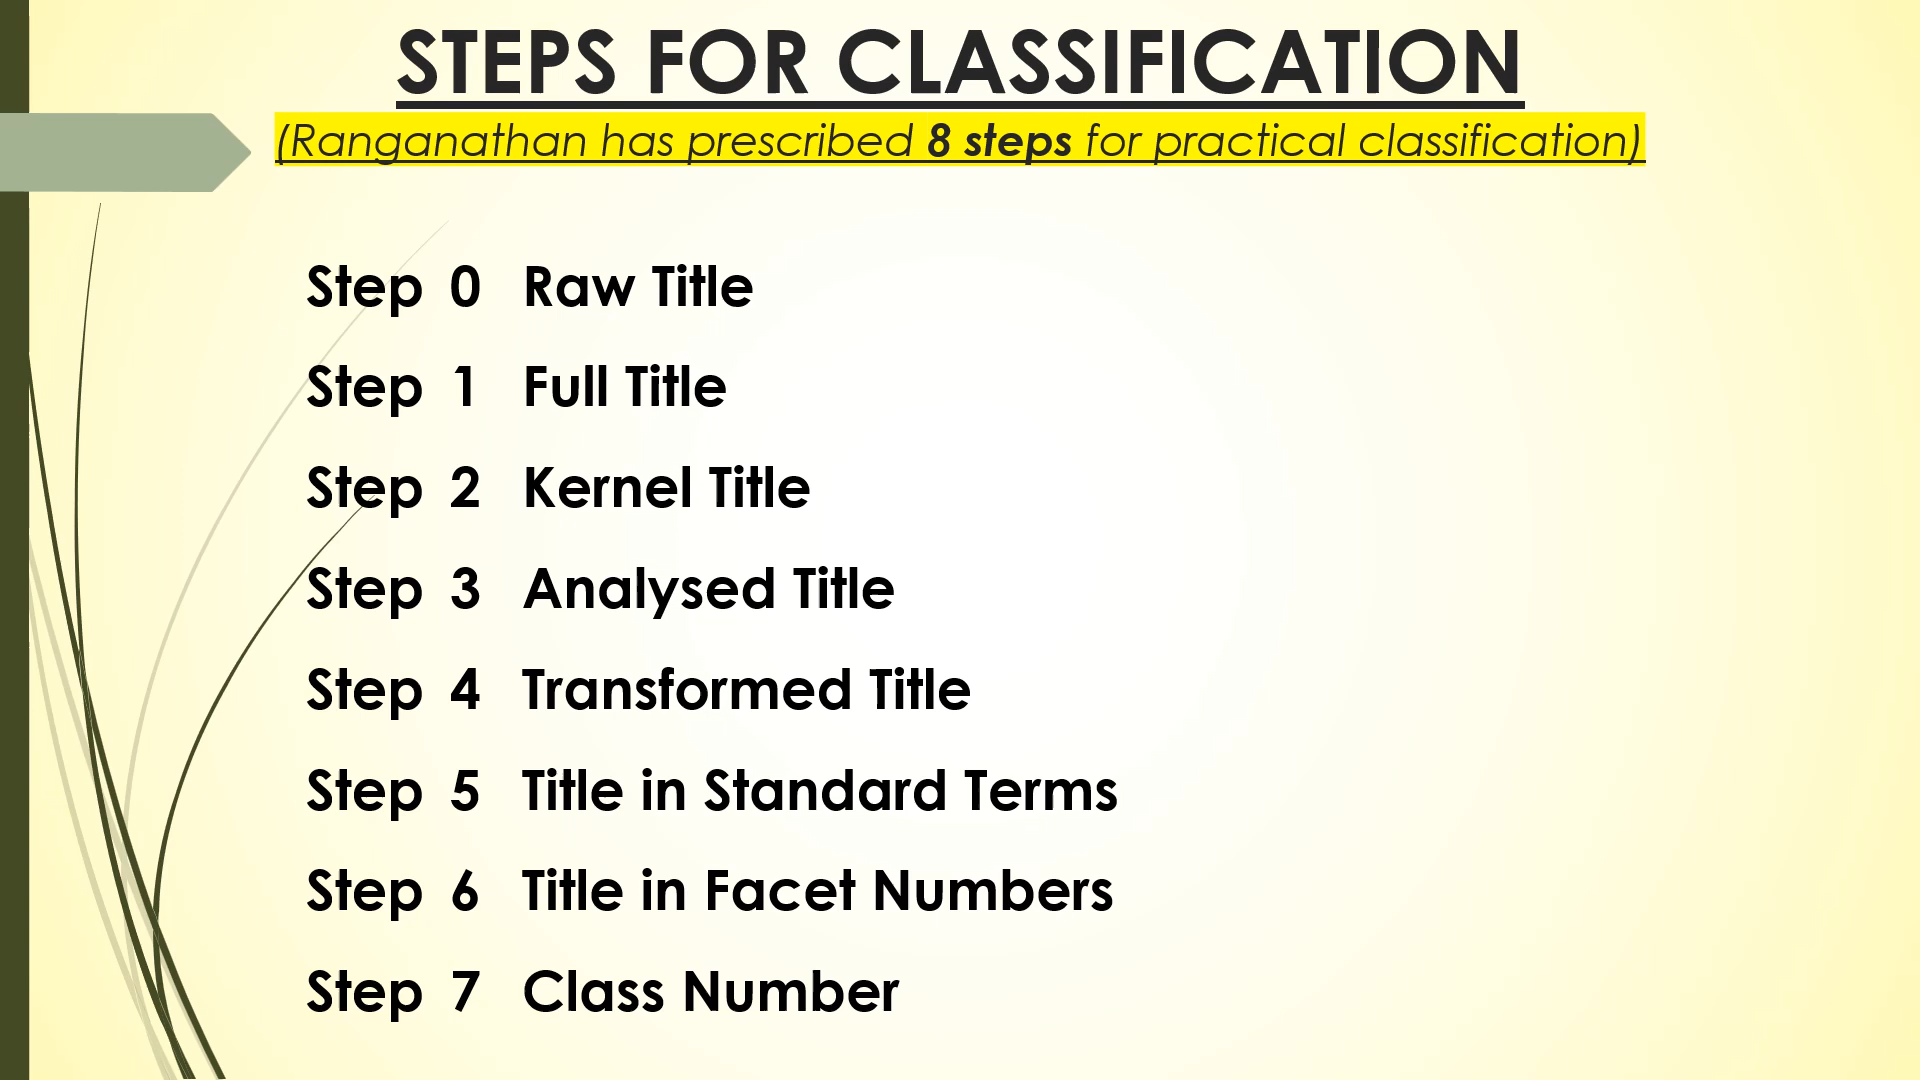 STEPS FOR CLASSIFICATION
(Ranganathan has prescribed 8 steps for practical classification)
Step 0 Raw Title
Step 1 Full Title
Step 2 Kernel Title
Step 3 Analysed Title
Step 4 Transformed Title
Step 5 Title in Standard Terms
Step 6 Title in Facet Numbers
Step 7 Class Number